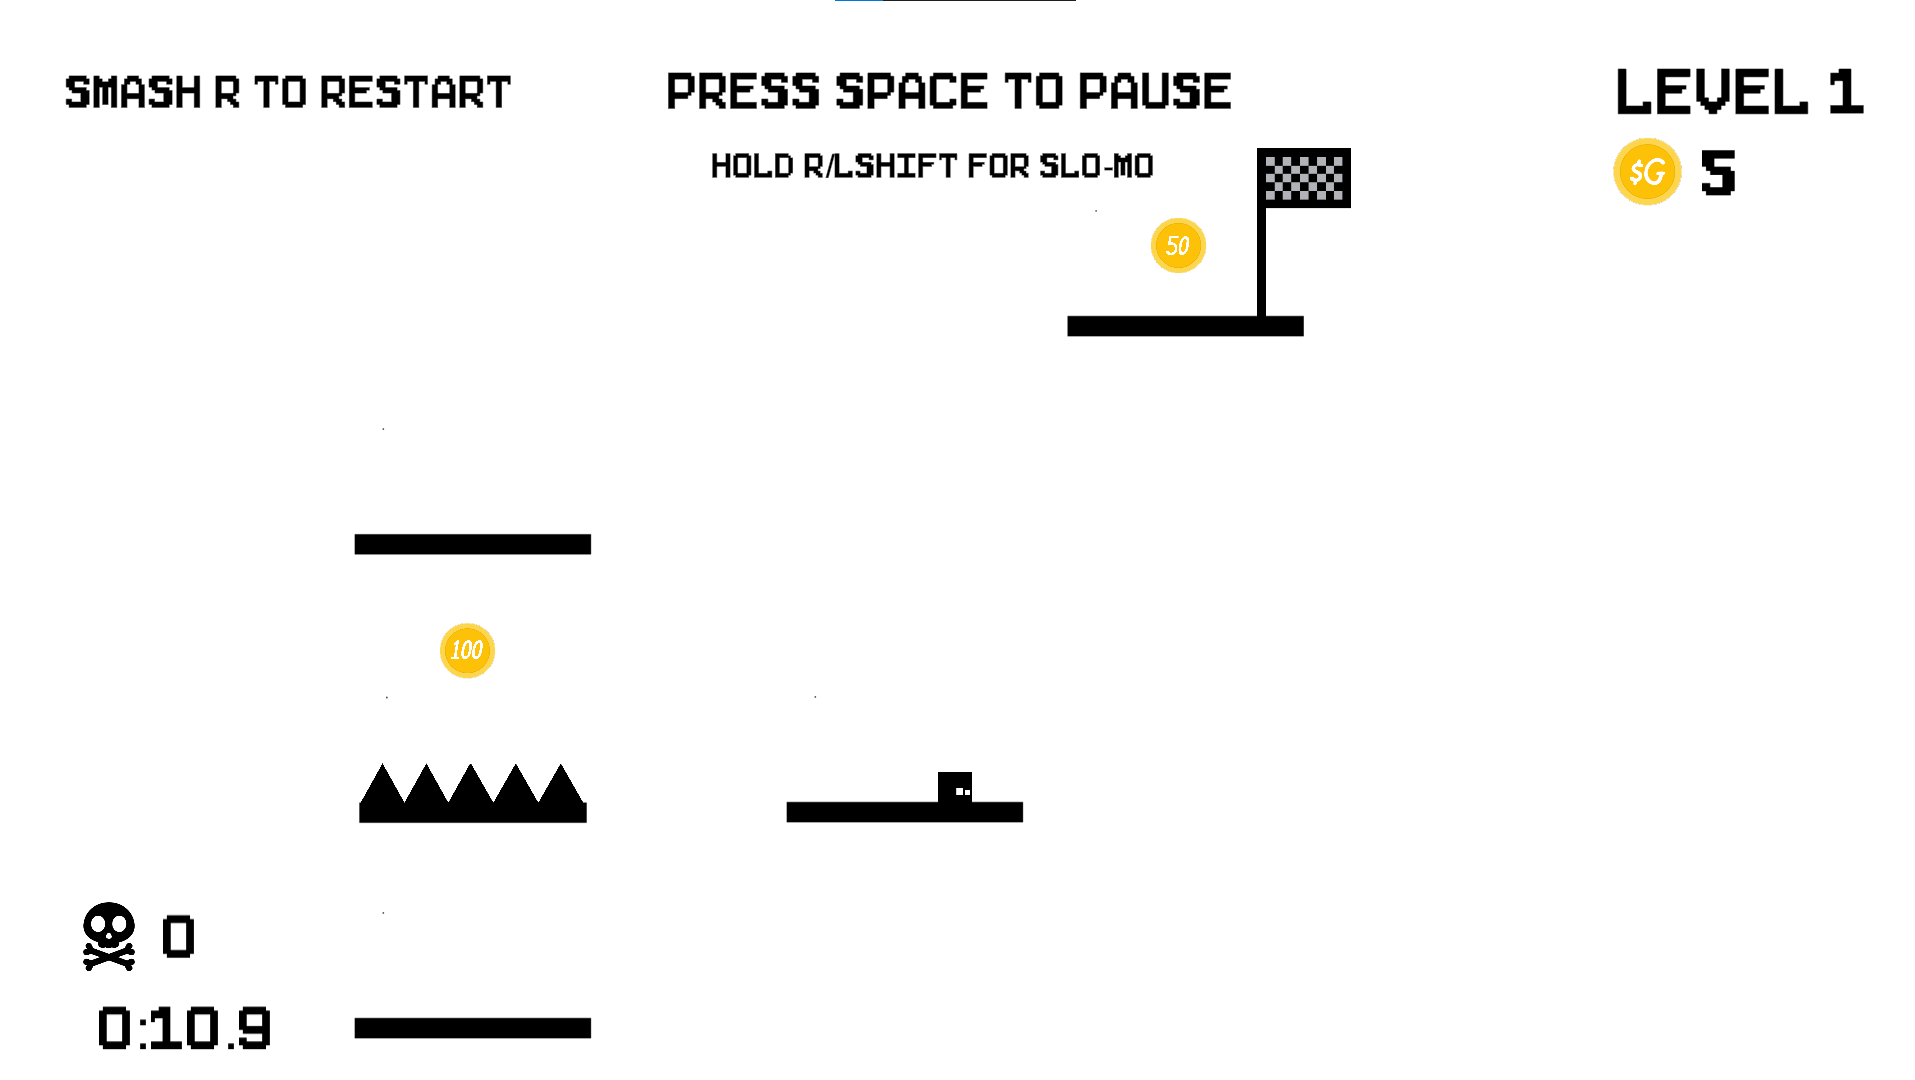 SMASH R TO RESTART
PRESS SPACE TO PAUSE
LEVEL 1
HOLD R/LSHIFT FOR SLO-MO
$G 5
50
100
0
0:10.9